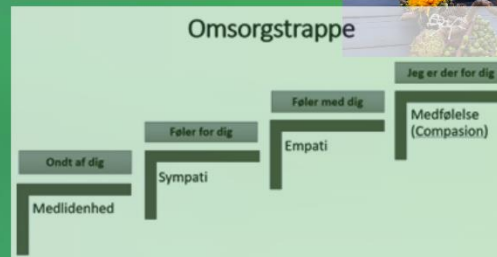 Omsorgstrappe
Jeg er der for dig
Medfølelse
(Compasion)
Føler med dig
Empati
Føler for dig
Sympati
Ondt af dig
Medlidenhed